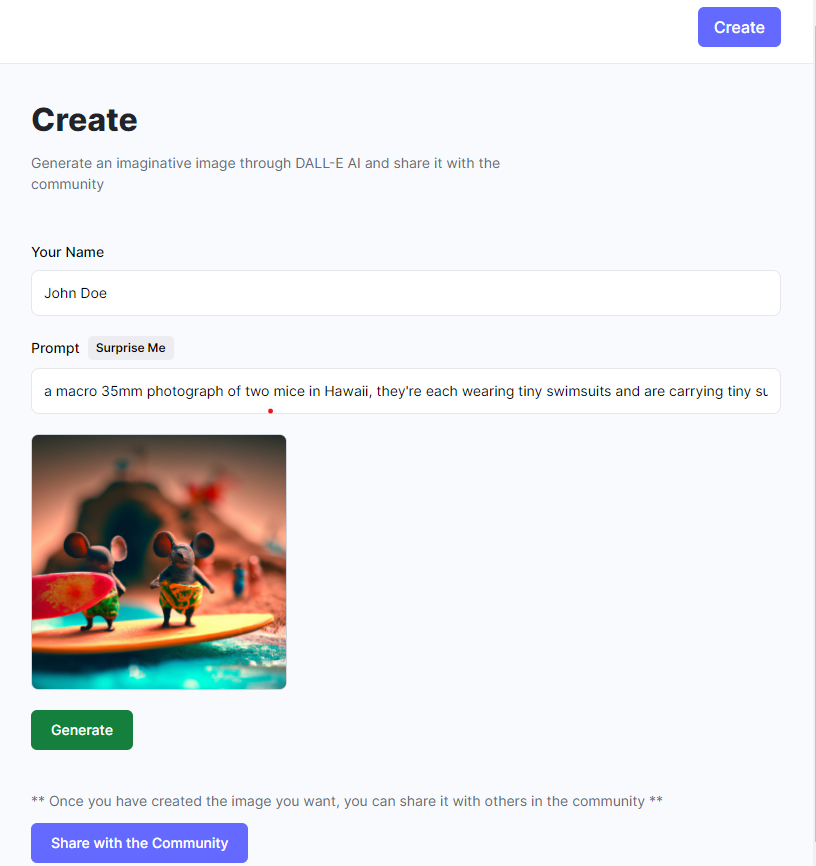 Create
Create
Generate an imaginative image through DALL-E AI and share it with the
community
Your Name
John Doe
Prompt Surprise Me
a macro 35mm photograph of two mice in Hawaii, they're each wearing tiny swimsuits and are carrying tiny su
Generate
** Once you have created the image you want, you can share it with others in the community **
Share with the Community